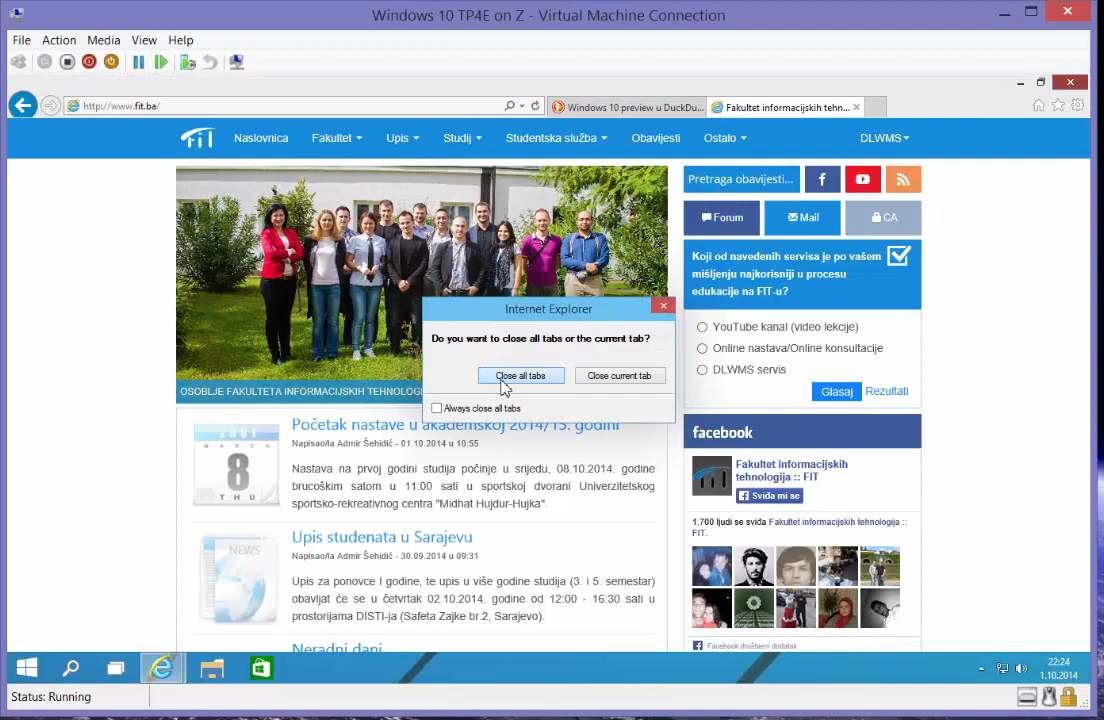 Windows 10 TP4E on Z - Virtual Machine Connection
File Action Media View Help
http://www.fit.ba/
Windows 10 preview u DuckDu...
Fakultet informacijskih tehn...
FIT
Naslovnica
Fakultet
Upis
Studij
Studentska služba
Obavijesti
Ostalo
DLWMS
Pretraga obavijesti...
Forum
Mail
CA
Koji od navedenih servisa je po vašem
mišljenju najkorisniji u procesu
edukacije na FIT-u?
YouTube kanal (video lekcije)
Online nastava/Online konsultacije
DLWMS servis
Glasaj
Rezultati
Internet Explorer
Do you want to close all tabs or the current tab?
Close all tabs
Close current tab
Always close all tabs
OSOBLJE FAKULTETA INFORMACIJSKIH TEHNOLOGI
Početak nastave u akademskoj 2014/15. godini
Napisao/la Admir Šehidić - 01.10.2014 u 10:55
Nastava na prvoj godini studija počinje u srijedu, 08.10.2014. godine
brucoškim satom u 11:00 sati u sportskoj dvorani Univerzitetskog
sportsko-rekreativnog centra "Midhat Hujdur-Hujka".
8
THU
Upis studenata u Sarajevu
Napisao/la Admir Šehidić - 30.09.2014 u 09:31
Upis za ponovce I godine, te upis u više godine studija (3. i 5. semestar)
obavljat će se u četvrtak 02.10.2014. godine od 12:00 - 16:30 sati u
prostorijama DISTI-ja (Safeta Zajke br.2, Sarajevo).
NEWS
Neradni dani
facebook
Fakultet informacijskih
tehnologija :: FIT
Sviđa mi se
1.700 ljudi se sviđa Fakultet informacijskih tehnologija ::
FIT.
Facebook društveni dodatak
22:24
1.10.2014
Status: Running